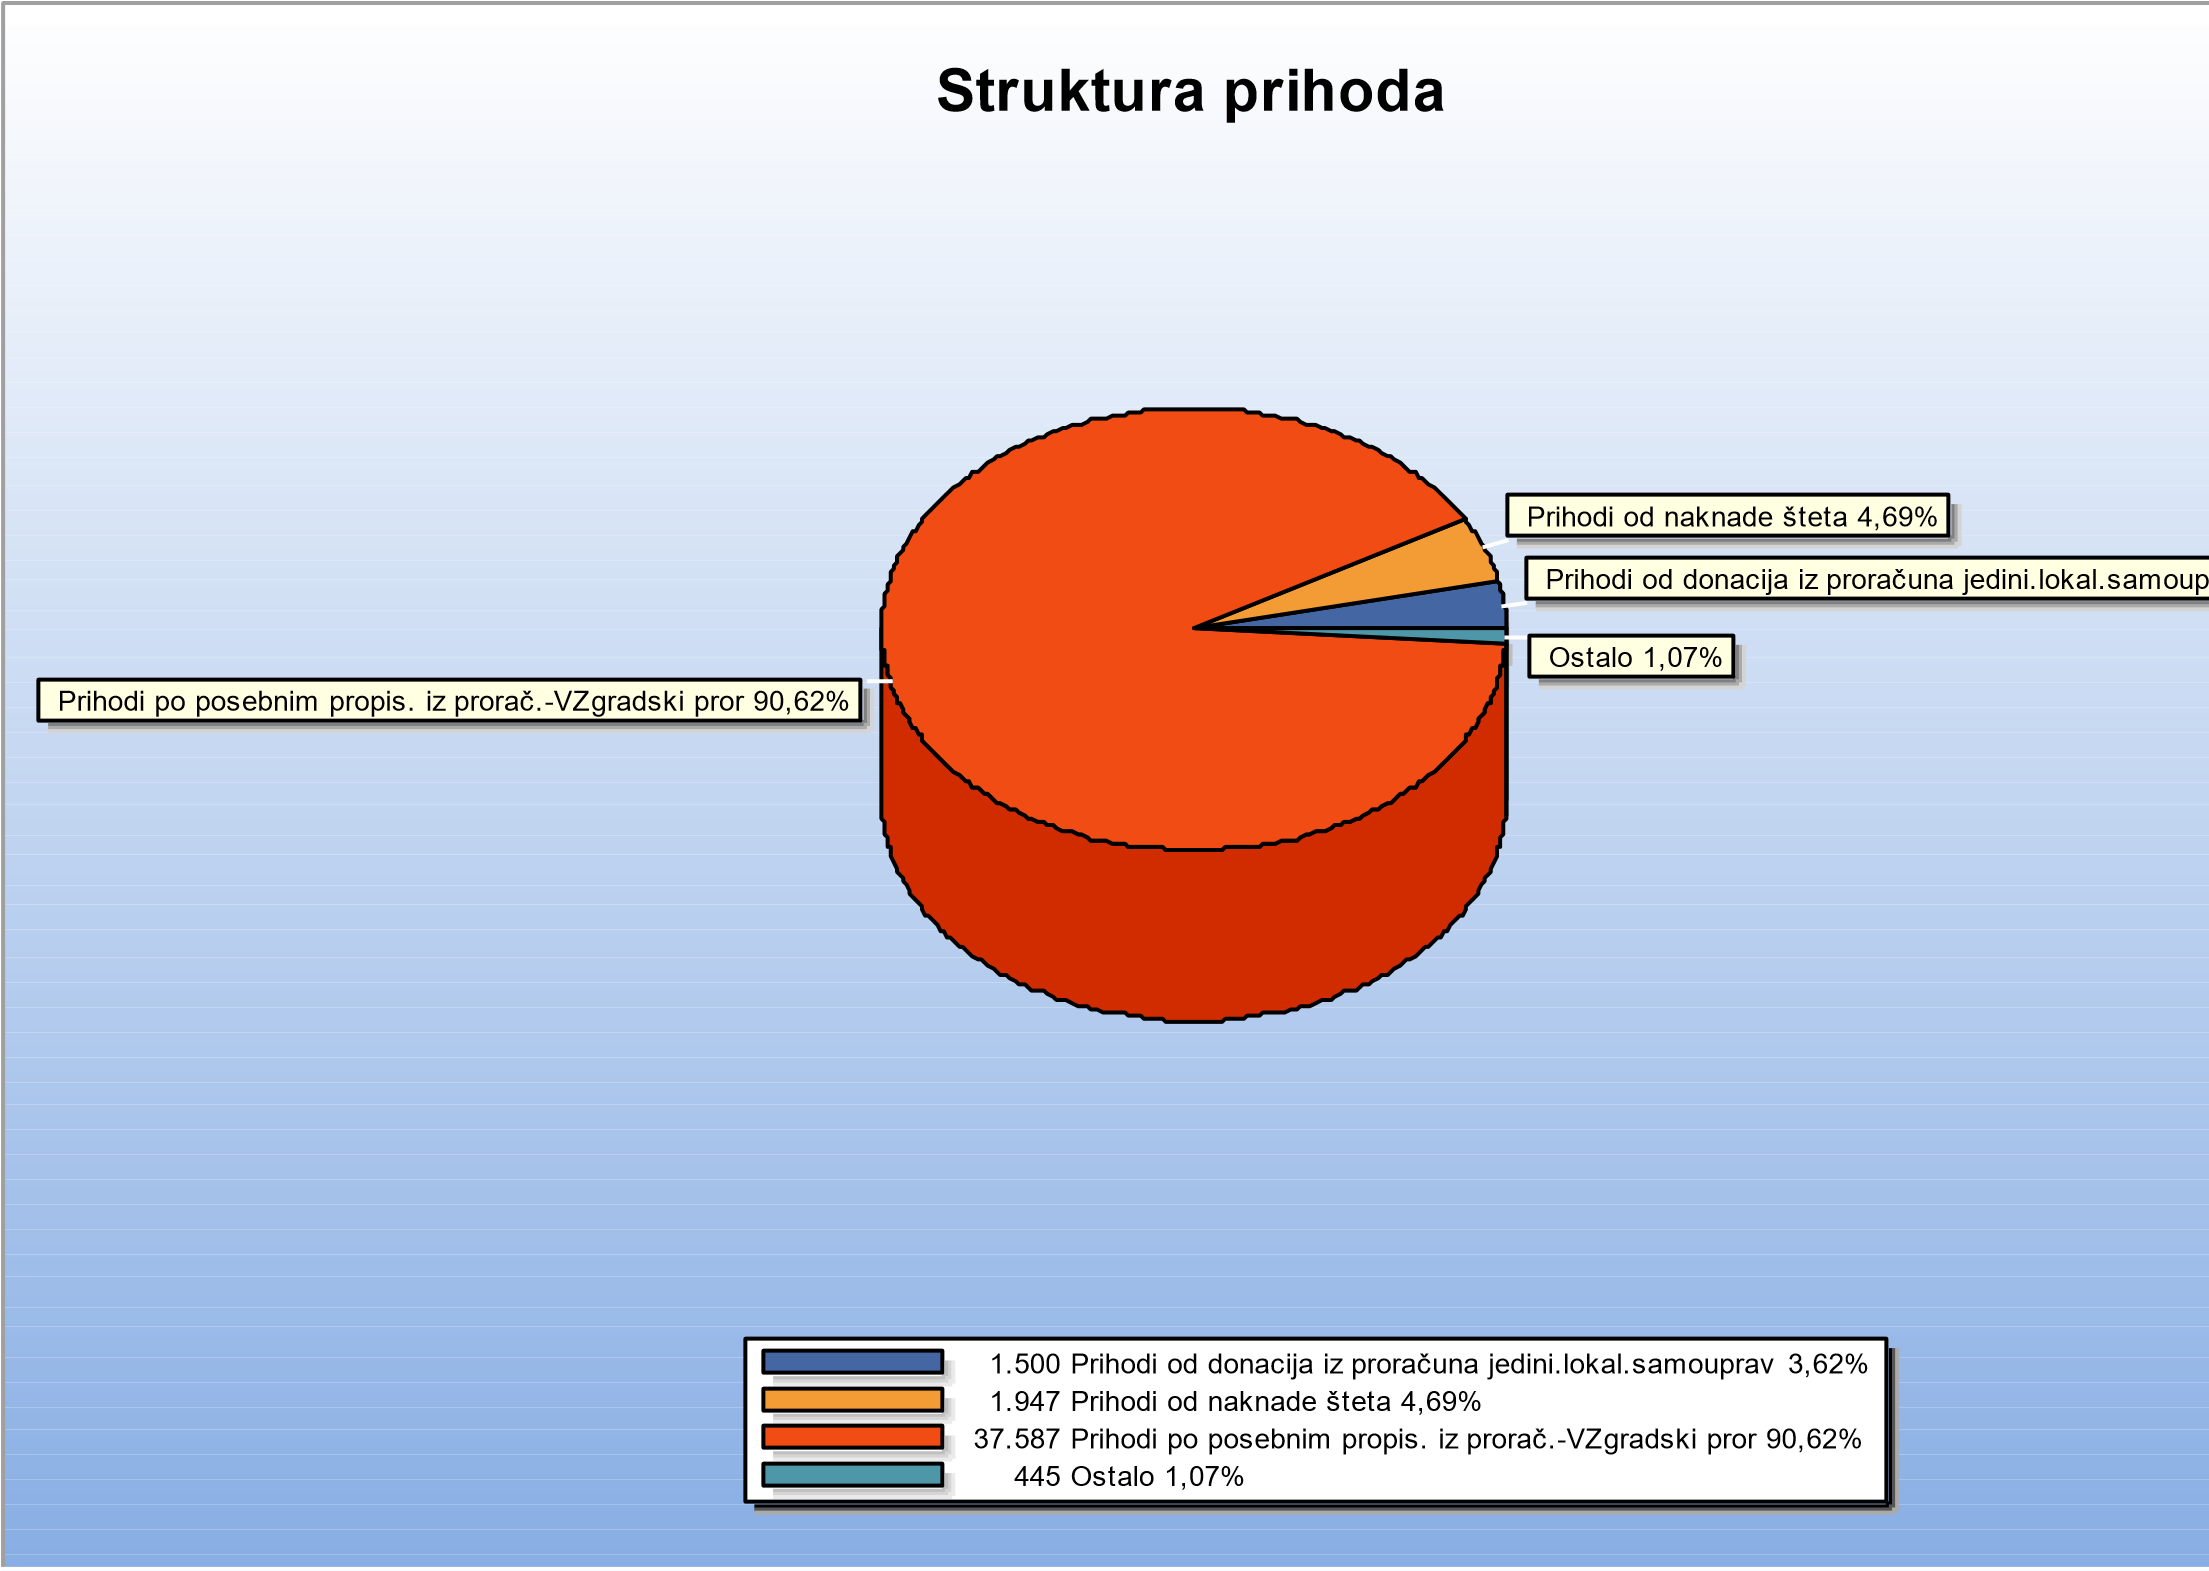 Struktura prihoda
Prihodi od naknade šteta 4,69%
Prihodi od donacija iz proračuna jedini.lokal.samoup
Ostalo 1,07%
Prihodi po posebnim propis. iz prorač.-VZgradski pror 90,62%
1.500 Prihodi od donacija iz proračuna jedini.lokal.samouprav 3,62%
1.947 Prihodi od naknade šteta 4,69%
37.587 Prihodi po posebnim propis. iz prorač.-VZgradski pror 90,62%
445 Ostalo 1,07%